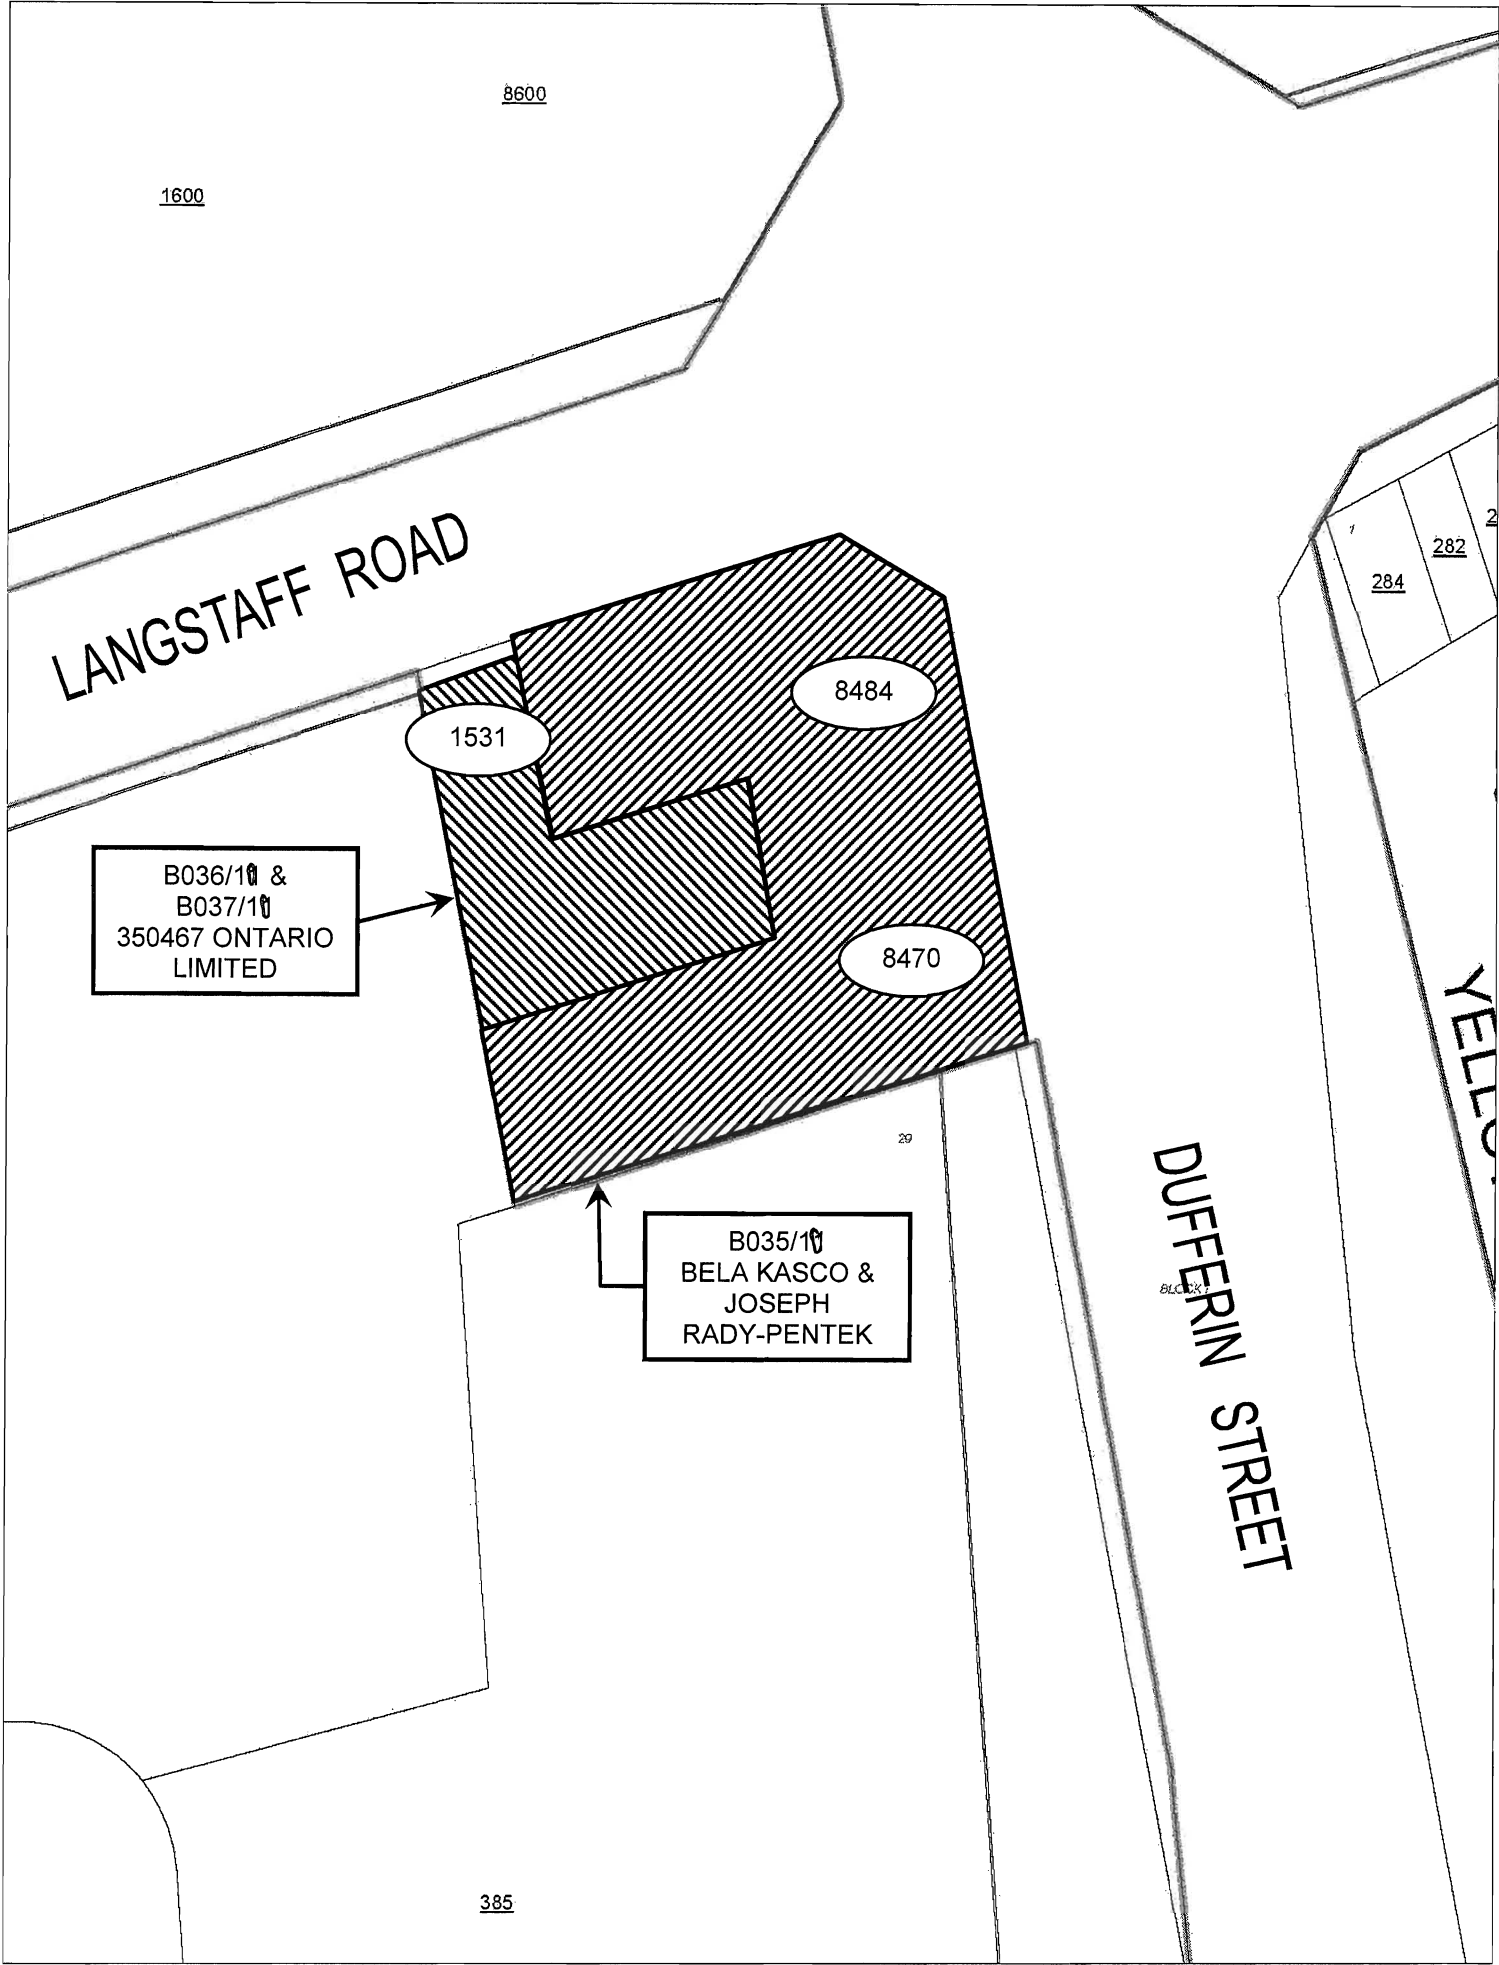 8600
1600
LANGSTAFF ROAD
282
284
8484
1531
B036/10 &
B037/10
350467 ONTARIO
LIMITED
8470
29
B035/10
BELA KASCO &
JOSEPH
RADY-PENTEK
DUFFERIN STREET
BLOCK
385